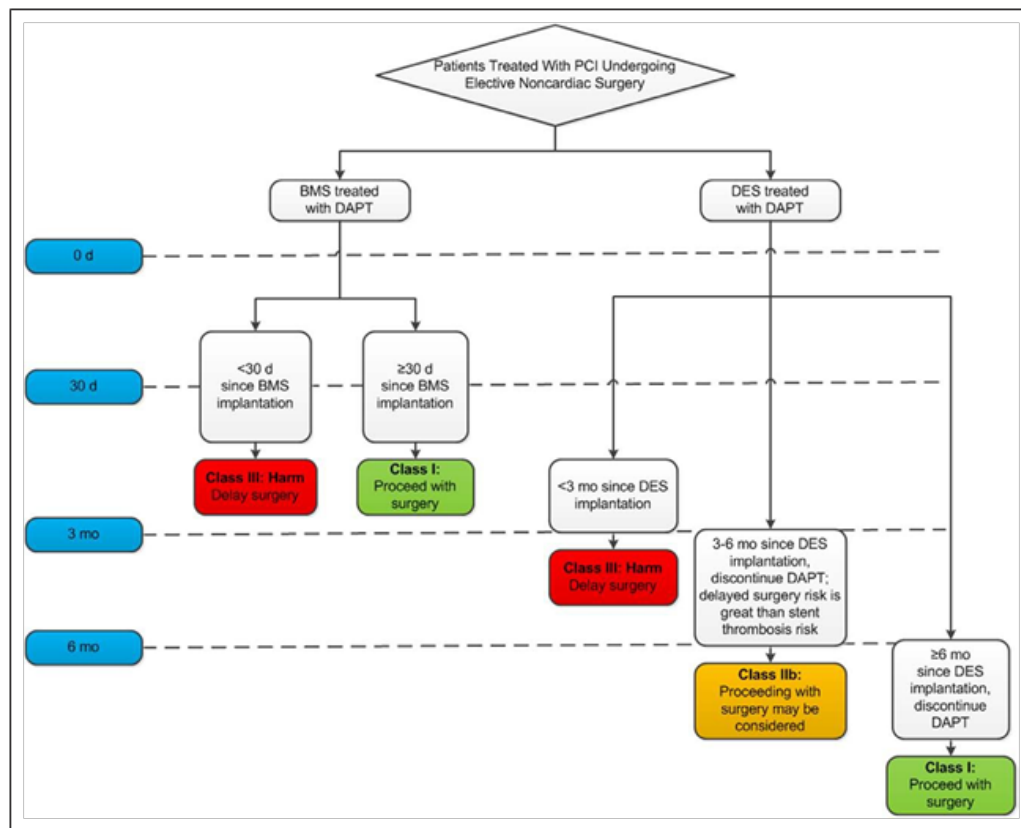 Patients Treated With PCI Undergoing
Elective Noncardiac Surgery
BMS treated
with DAPT
DES treated
with DAPT
0 d
<30 d
since BMS
implantation
≥30 d
since BMS
implantation
30 d
Class III: Harm
Delay surgery
Class I:
Proceed with
surgery
<3 mo since DES
implantation
3 mo
Class III: Harm
Delay surgery
3-6 mo since DES
implantation,
discontinue DAPT;
delayed surgery risk is
great than stent
thrombosis risk
6 mo
Class IIb:
Proceeding with
surgery may be
considered
≥6 mo
since DES
implantation,
discontinue
DAPT
Class I:
Proceed with
surgery